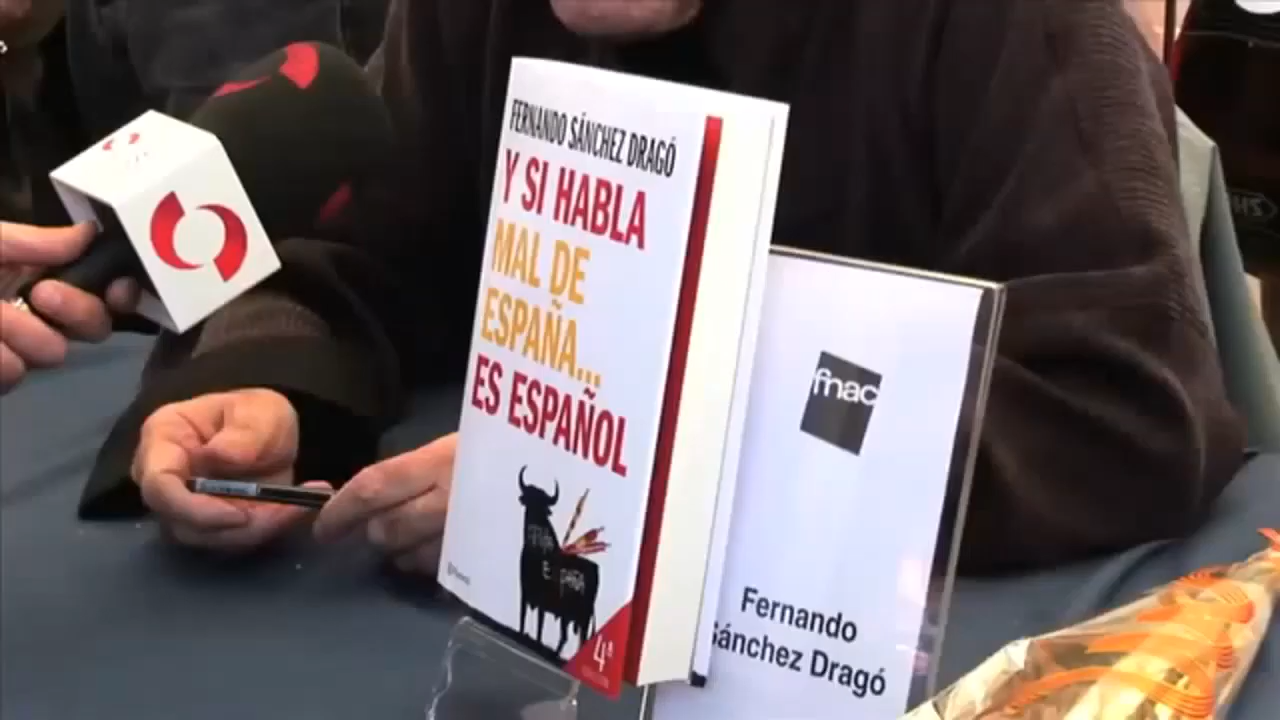 FERNANDO SÁNCHEZ DRAGÓ
Y SI HABLA
MAL DE
ESPAÑA...
ES ESPAÑOL
4ª
fnac
Fernando
Sánchez Dragó